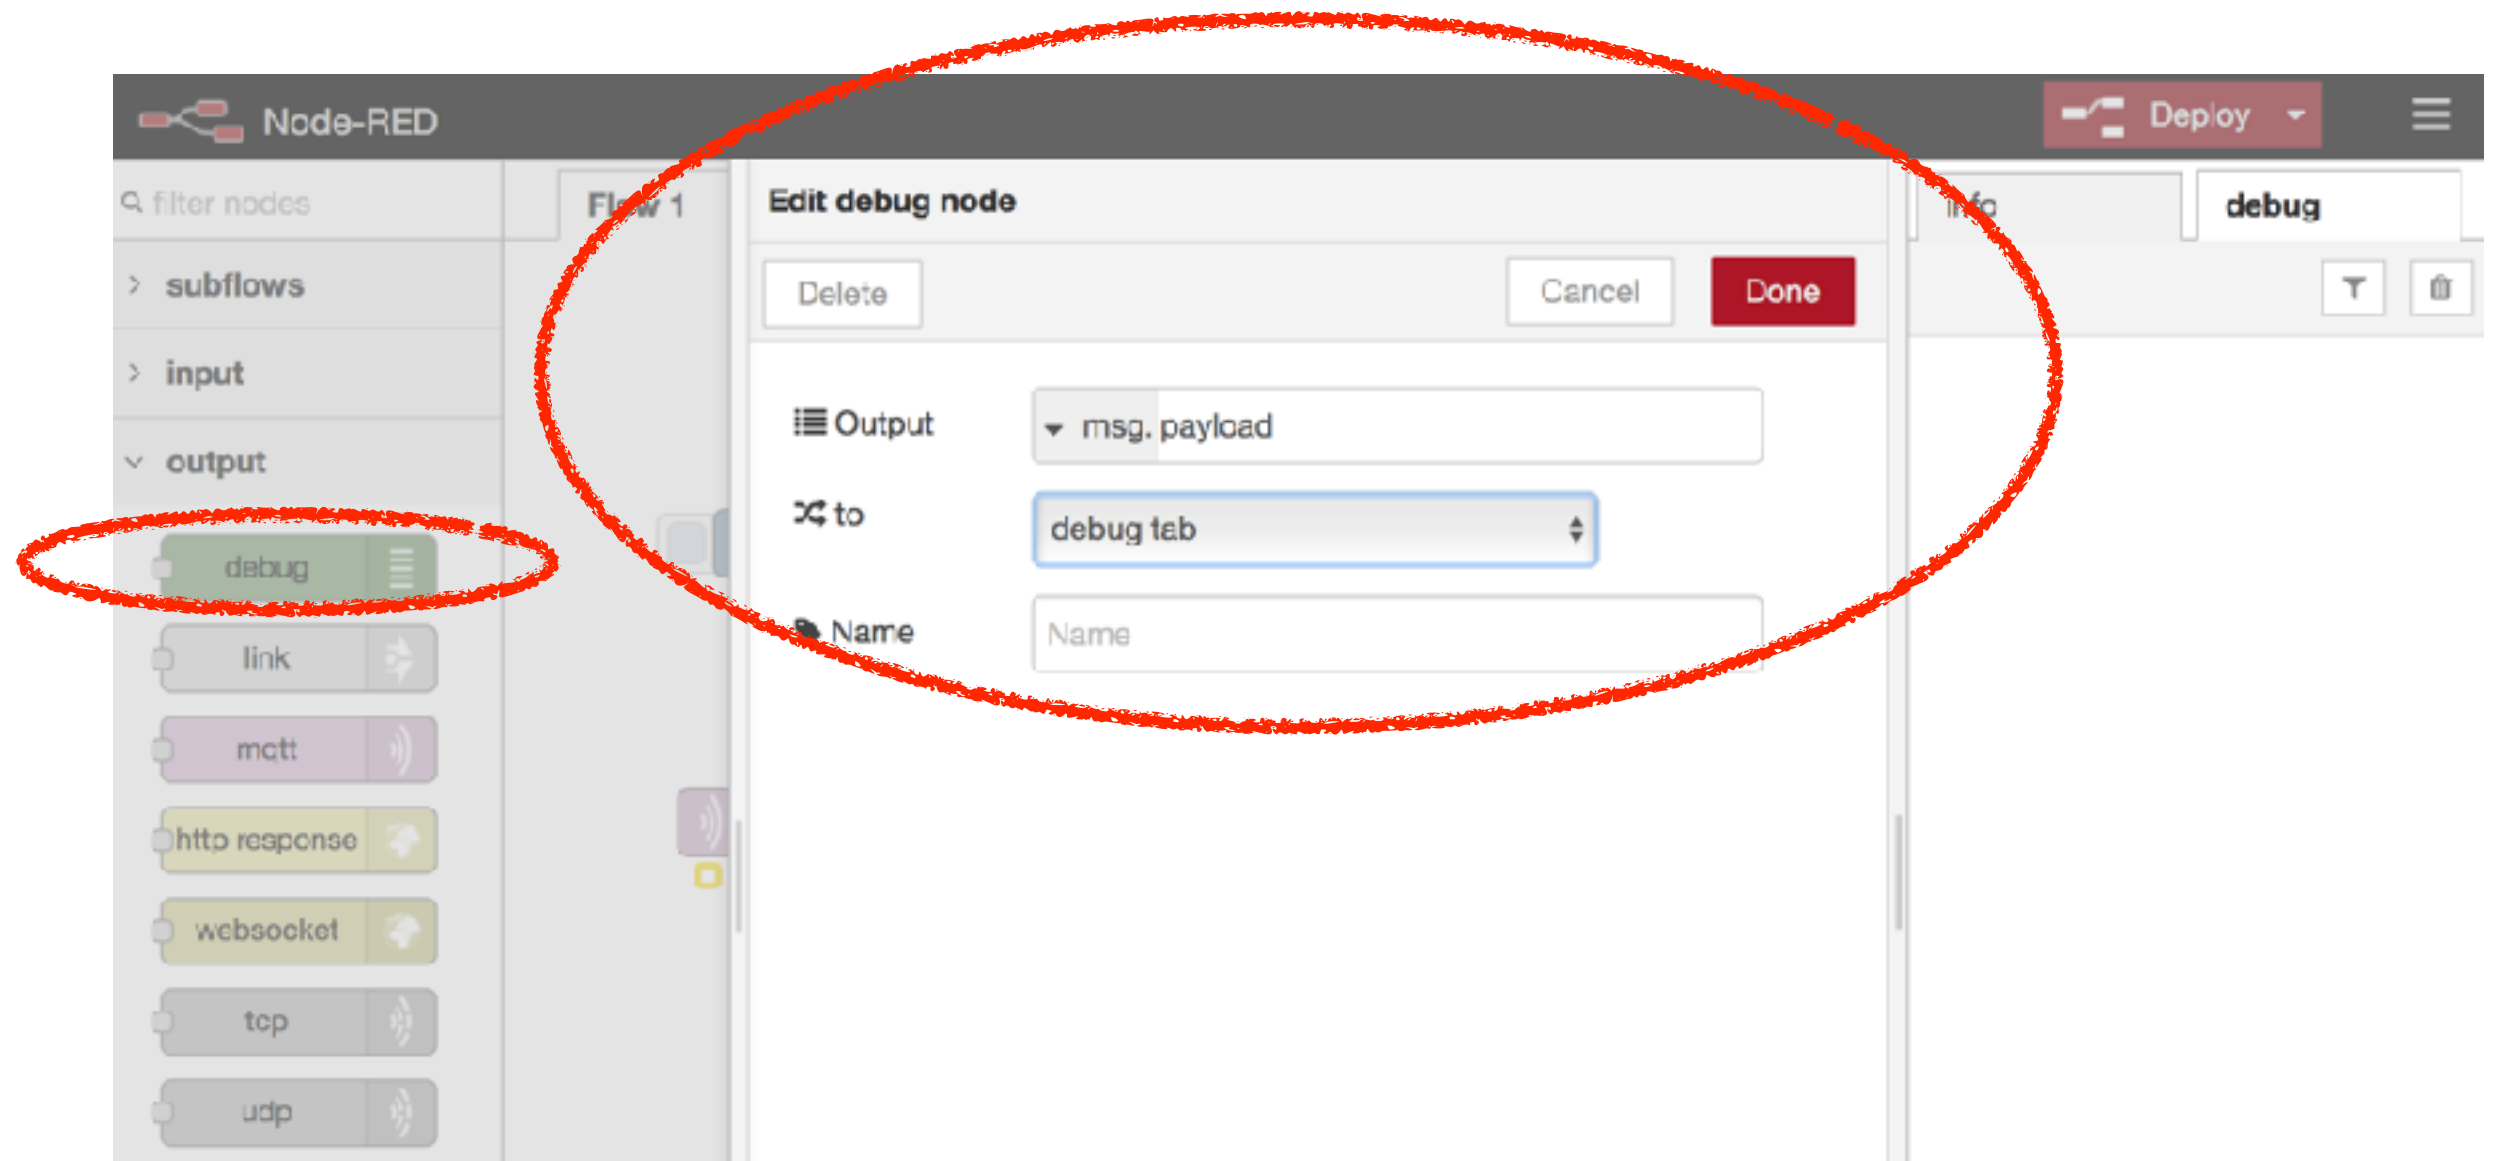 Node-RED
Deploy
filter nodes
Flow 1
Edit debug node
info
debug
subflows
Delete
Cancel
Done
input
Output
msg. payload
output
to
debug tab
debug
Name
Name
link
mqtt
http response
websocket
tcp
udp